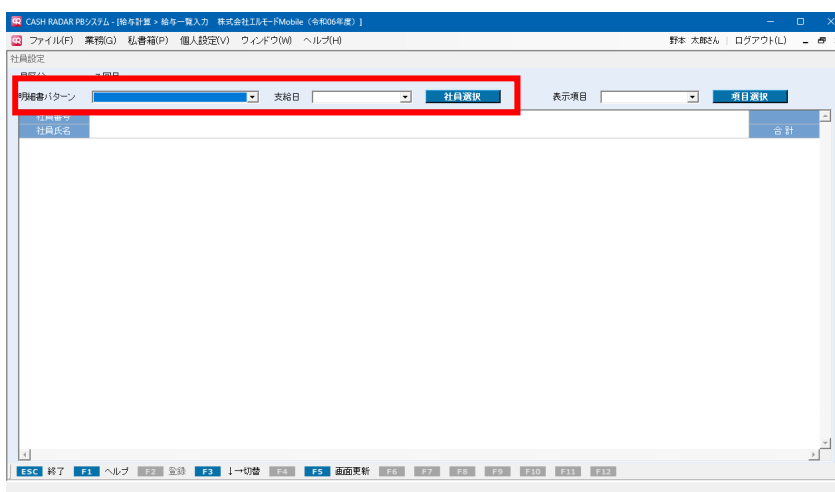 CASH RADAR PBシステム - [給与計算 > 給与一覧入力 株式会社エルモードMobile (令和06年度) ]
ファイル(F) 業務(G) 私書箱(P) 個人設定(V) ウィンドウ(W) ヘルプ(H) 野本 太郎さん ログアウト(L)
社員設定
明細書パターン 支給日 社員選択 表示項目 項目選択
社員番号
社員氏名 合計
ESC 終了 F1 ヘルプ F2 登録 F3 ↓→切替 F4 F5 画面更新 F6 F7 F8 F9 F10 F11 F12